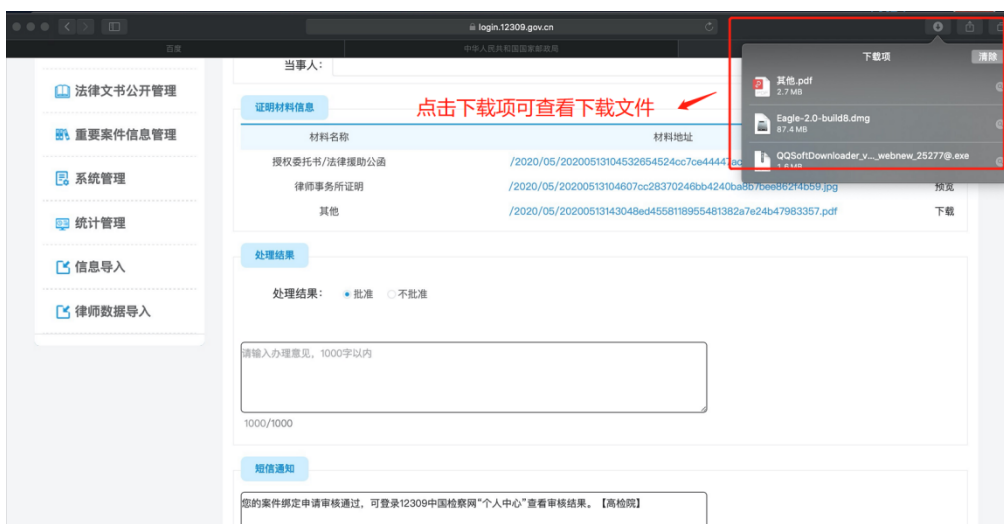 login.12309.gov.cn
百度
中华人民共和国国家邮政局
下载项
清除
其他.pdf
2.7 MB
Eagle-2.0-build8.dmg
87.4 MB
QQSoftDownloader_v..._webnew_25277@.exe
1.6 MB
当事人：
点击下载项可查看下载文件
法律文书公开管理
重要案件信息管理
系统管理
统计管理
信息导入
律师数据导入
证明材料信息
材料名称
材料地址
授权委托书/法律援助公函
律师事务所证明
/2020/05/20200513104607cc28370246bb4240ba8b7bee862f4b59.jpg
预览
其他
/2020/05/20200513143048ed4558118955481382a7e24b47983357.pdf
下载
处理结果
处理结果：
批准
不批准
请输入办理意见，1000字以内
1000/1000
短信通知
您的案件绑定申请审核通过，可登录12309中国检察网“个人中心”查看审核结果。【高检院】